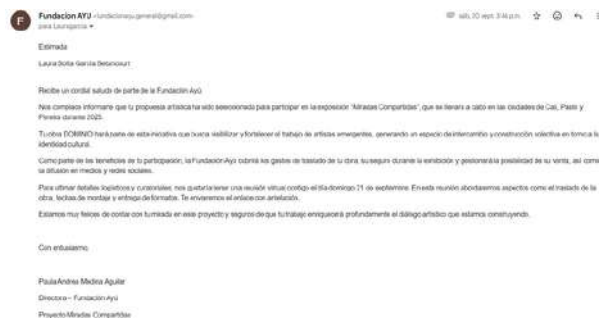 F
Fundacion AYÚ <fundacionayu.general@gmail.com>
para Lauragarcia
sáb, 20 sept, 3:14 p.m.
Estimada
Laura Sofía García Betancourt
Recibe un cordial saludo de parte de la Fundación Ayú.
Nos complace informarte que tu propuesta artística ha sido seleccionada para participar en la exposición "Miradas Compartidas", que se llevará a cabo en las ciudades de Cali, Pasto y
Pereira durante 2025.
Tu obra DOMINIO hará parte de esta iniciativa que busca visibilizar y fortalecer el trabajo de artistas emergentes, generando un espacio de intercambio y construcción colectiva en torno a la
identidad cultural.
Como parte de los beneficios de tu participación, la Fundación Ayú cubrirá los gastos de traslado de tu obra, su seguro durante la exhibición y gestionará la posibilidad de su venta, así como
la difusión en medios y redes sociales.
Para afinar detalles logísticos y curatoriales, nos gustaría tener una reunión virtual contigo el día domingo 21 de septiembre. En esta reunión abordaremos aspectos como el traslado de la
obra, fechas de montaje y entrega de formatos. Te enviaremos el enlace con antelación.
Estamos muy felices de contar con tu mirada en este proyecto y seguros de que tu trabajo enriquecerá profundamente el diálogo artístico que estamos construyendo.
Con entusiasmo,
Paula Andrea Medina Aguilar
Directora – Fundación Ayú
Proyecto Miradas Compartidas